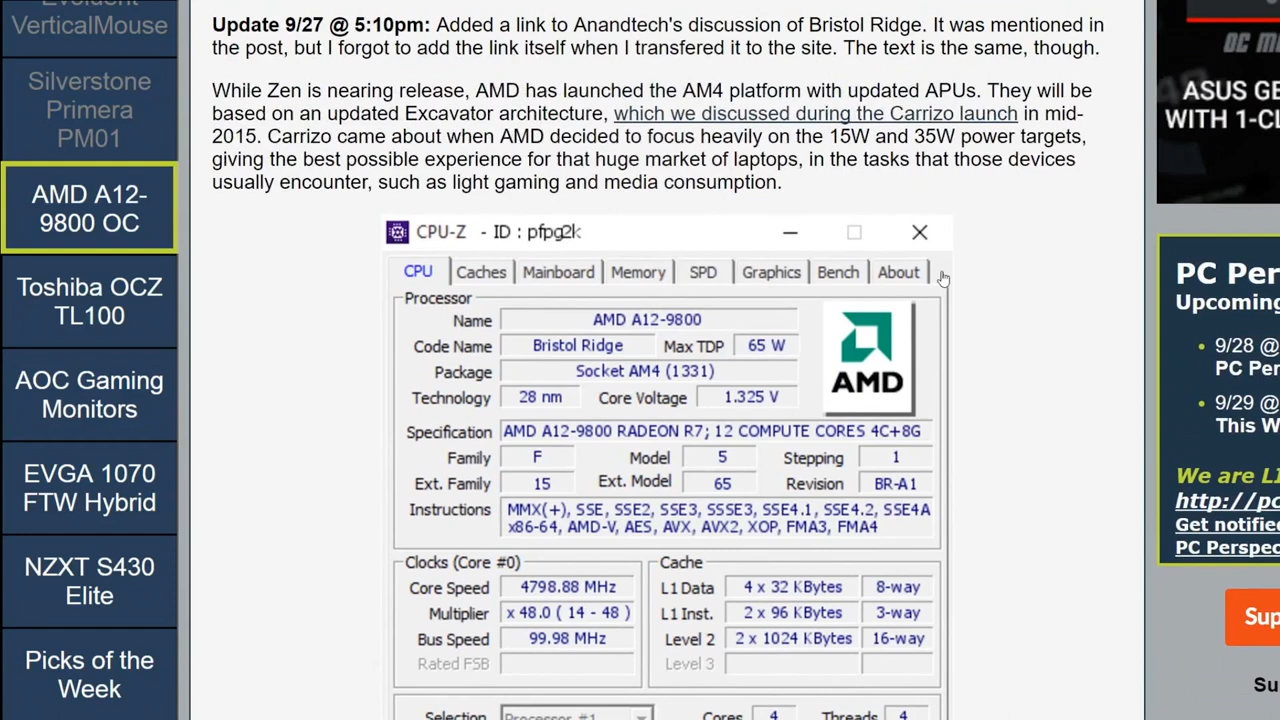 Evoluent
VerticalMouse
Silverstone
Primera
PM01
AMD A12-
9800 OC
Toshiba OCZ
TL100
AOC Gaming
Monitors
EVGA 1070
FTW Hybrid
NZXT S430
Elite
Picks of the
Week
Update 9/27 @ 5:10pm: Added a link to Anandtech's discussion of Bristol Ridge. It was mentioned in
the post, but I forgot to add the link itself when I transfered it to the site. The text is the same, though.
While Zen is nearing release, AMD has launched the AM4 platform with updated APUs. They will be
based on an updated Excavator architecture, which we discussed during the Carrizo launch in mid-
2015. Carrizo came about when AMD decided to focus heavily on the 15W and 35W power targets,
giving the best possible experience for that huge market of laptops, in the tasks that those devices
usually encounter, such as light gaming and media consumption.
CPU-Z - ID : pfpg2k
CPU Caches Mainboard Memory SPD Graphics Bench About
Processor
Name AMD A12-9800
Code Name Bristol Ridge Max TDP 65 W
Package Socket AM4 (1331)
Technology 28 nm Core Voltage 1.325 V
AMD
Specification AMD A12-9800 RADEON R7; 12 COMPUTE CORES 4C+8G
Family F Model 5 Stepping 1
Ext. Family 15 Ext. Model 65 Revision BR-A1
Instructions MMX(+), SSE, SSE2, SSE3, SSSE3, SSE4.1, SSE4.2, SSE4A
x86-64, AMD-V, AES, AVX, AVX2, XOP, FMA3, FMA4
Clocks (Core #0)
Core Speed 4798.88 MHz
Multiplier x 48.0 ( 14 - 48 )
Bus Speed 99.98 MHz
Rated FSB
Cache
L1 Data 4 x 32 KBytes 8-way
L1 Inst. 2 x 96 KBytes 3-way
Level 2 2 x 1024 KBytes 16-way
Level 3
Selection Processor #1 Cores 4 Threads 4
OC
ASUS GE
WITH 1-CL
PC Per
Upcoming
9/28 @
PC Per
9/29 @
This W
We are LI
http://pc
Get notifie
PC Perspec
Sup
Su